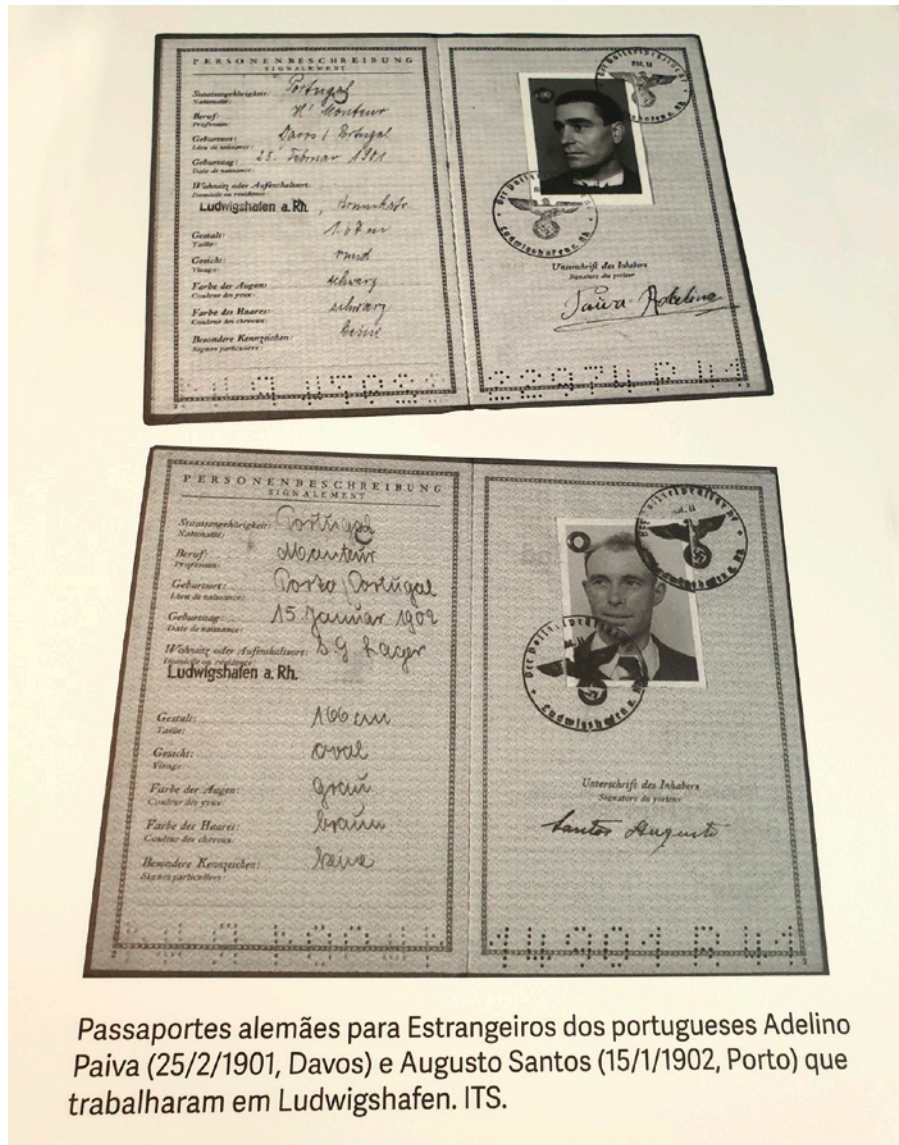 PERSONENBESCHREIBUNG
SIGNALEMENT
Staatsangehörigkeit: Portugal
Nationalité:
Beruf: Monteur
Profession:
Geburtsort: Davos / Portugal
Lieu de naissance:
Geburtstag: 25. Februar 1901
Date de naissance:
Wohnsitz oder Aufenthaltsort:
Domicile ou résidence:
Ludwigshafen a. Rh.,
Gestalt: 1.67 m
Taille:
Gesicht: rund
Visage:
Farbe der Augen: schwarz
Couleur des yeux:
Farbe des Haares: schwarz
Couleur des cheveux:
Besondere Kennzeichen: keine
Signes particuliers:
Unterschrift des Inhabers
Signature du porteur
Paiva Adelino
PERSONENBESCHREIBUNG
SIGNALEMENT
Staatsangehörigkeit: Portugal
Nationalité:
Beruf: Monteur
Profession:
Geburtsort: Porto / Portugal
Lieu de naissance:
Geburtstag: 15 Januar 1902
Date de naissance:
Wohnsitz oder Aufenthaltsort: Lager
Domicile ou résidence
Ludwigshafen a. Rh.
Gestalt: 166 cm
Taille:
Gesicht: oval
Visage:
Farbe der Augen: grau
Couleur des yeux:
Farbe des Haares: braun
Couleur des cheveux:
Besondere Kennzeichen:
Signes particuliers:
Unterschrift des Inhabers
Signature du porteur
Santos Augusto
Passaportes alemães para Estrangeiros dos portugueses Adelino
Paiva (25/2/1901, Davos) e Augusto Santos (15/1/1902, Porto) que
trabalharam em Ludwigshafen. ITS.